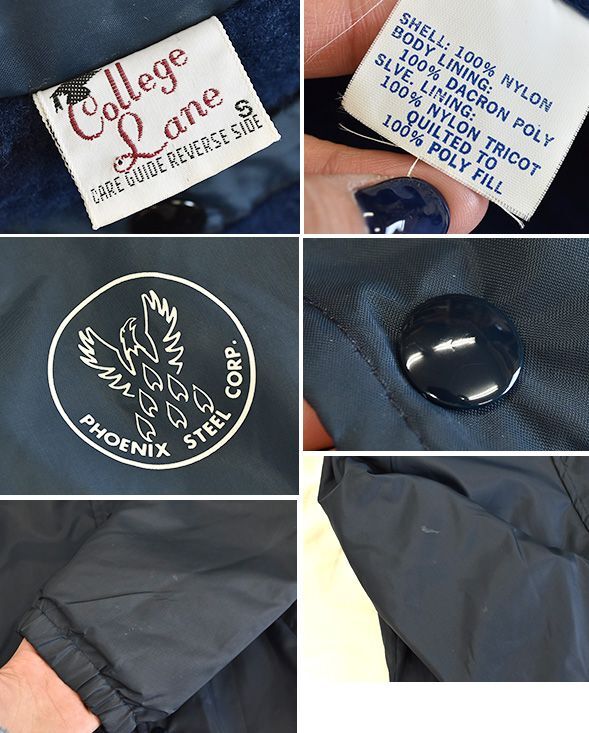 College
Lane
S
CARE GUIDE REVERSE SIDE
SHELL: 100% NYLON
BODY LINING:
100% DACRON POLY
SLVE. LINING:
100% NYLON TRICOT
QUILTED TO
100% POLY FILL
PHOENIX STEEL CORP.